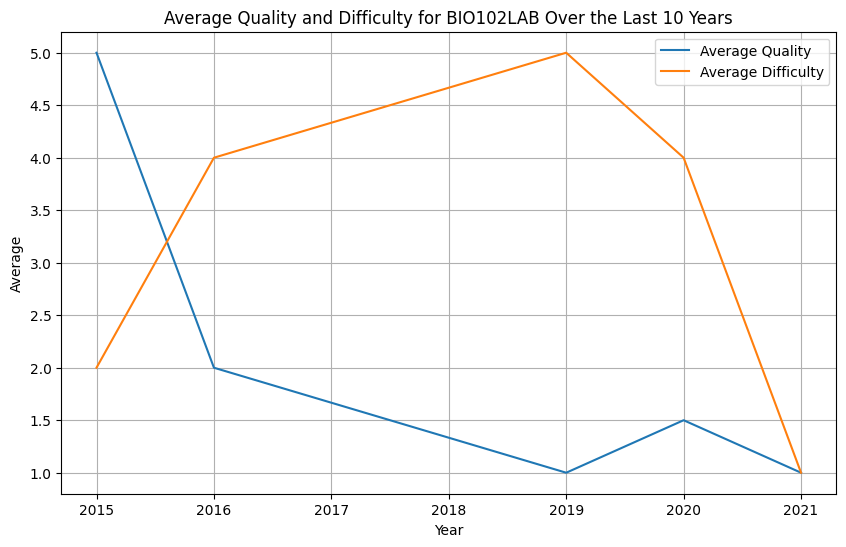 Average Quality and Difficulty for BIO102LAB Over the Last 10 Years
Average Quality
Average Difficulty
5.0
4.5
4.0
3.5
3.0
2.5
2.0
1.5
1.0
Average
2015 2016 2017 2018 2019 2020 2021
Year